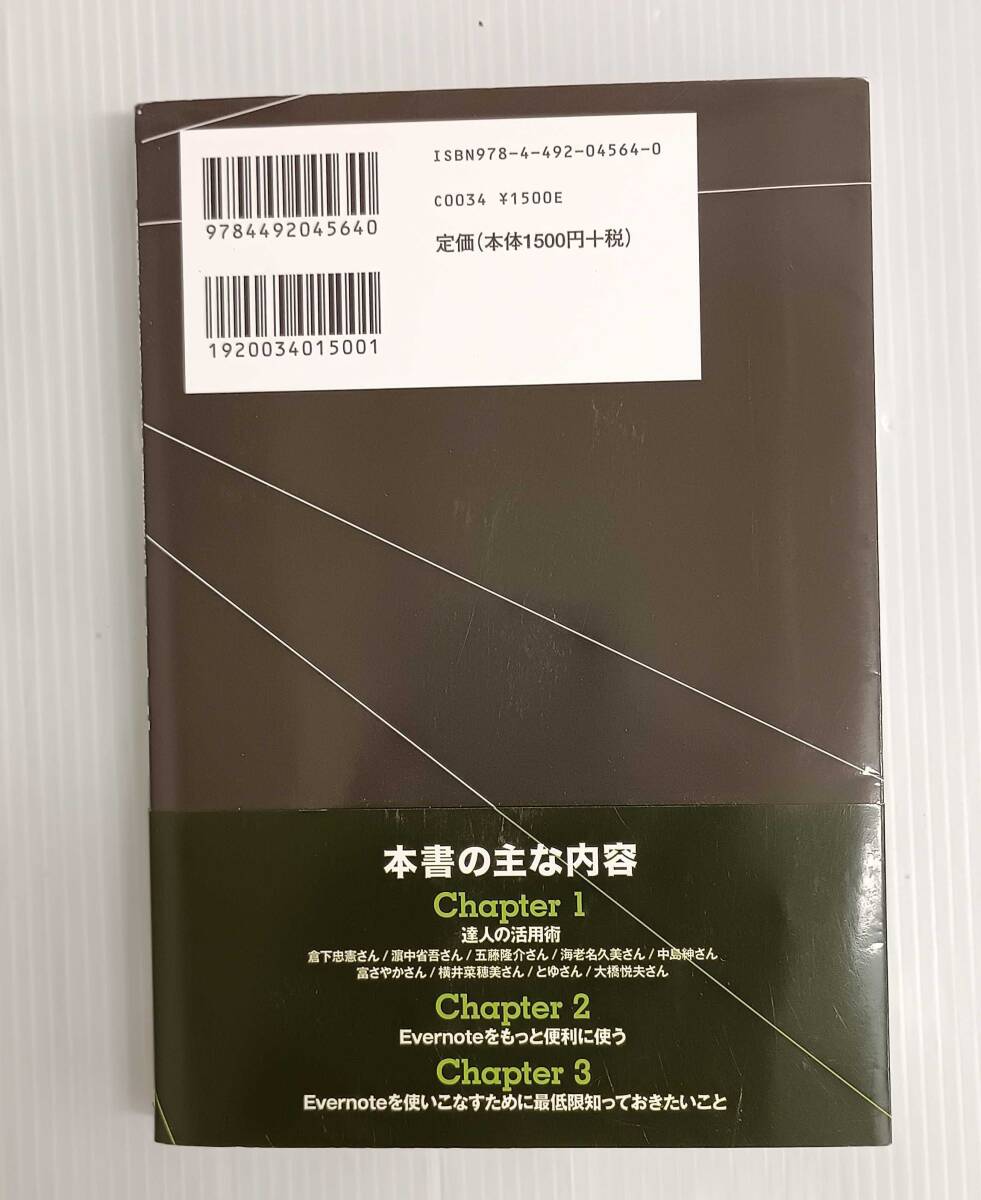 ISBN978-4-492-04564-0
C0034 ¥1500E
定価(本体1500円+税)
9784492045640
1920034015001
本書の主な内容
Chapter 1
達人の活用術
倉下忠憲さん/濵中省吾さん/五藤隆介さん/海老名久美さん/中島紳さん
富さやかさん/横井菜穂美さん/とゆさん/大橋悦夫さん
Chapter 2
Evernoteをもっと便利に使う
Chapter 3
Evernoteを使いこなすために最低限知っておきたいこと